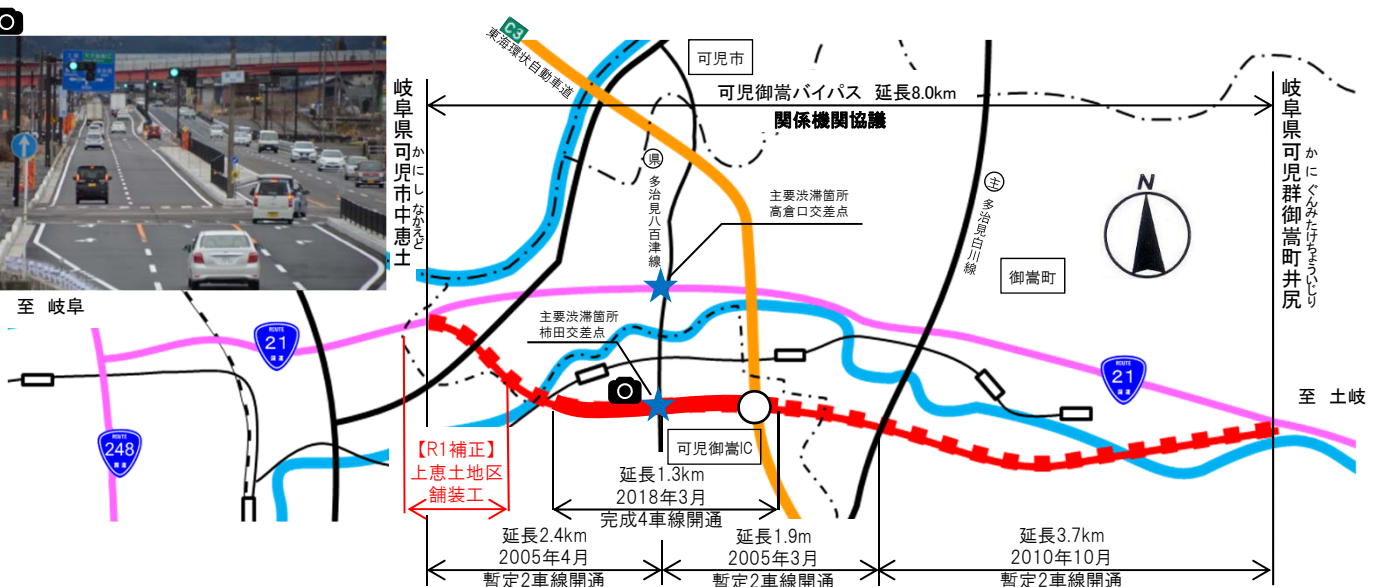 C3
東海環状自動車道
可児市
可児御嵩バイパス 延長8.0km
関係機関協議
岐阜県可児市中恵土
かにし なかえど
岐阜県可児群御嵩町井尻
かに ぐんみたけちょういじり
県
多治見八百津線
主要渋滞箇所
高倉口交差点
主
多治見白川線
N
御嵩町
至 岐阜
ROUTE
21
国道
主要渋滞箇所
柿田交差点
ROUTE
21
国道
至 土岐
ROUTE
248
国道
【R1補正】
上恵土地区
舗装工
可児御嵩IC
延長1.3km
2018年3月
完成4車線開通
延長2.4km
2005年4月
暫定2車線開通
延長1.9m
2005年3月
暫定2車線開通
延長3.7km
2010年10月
暫定2車線開通